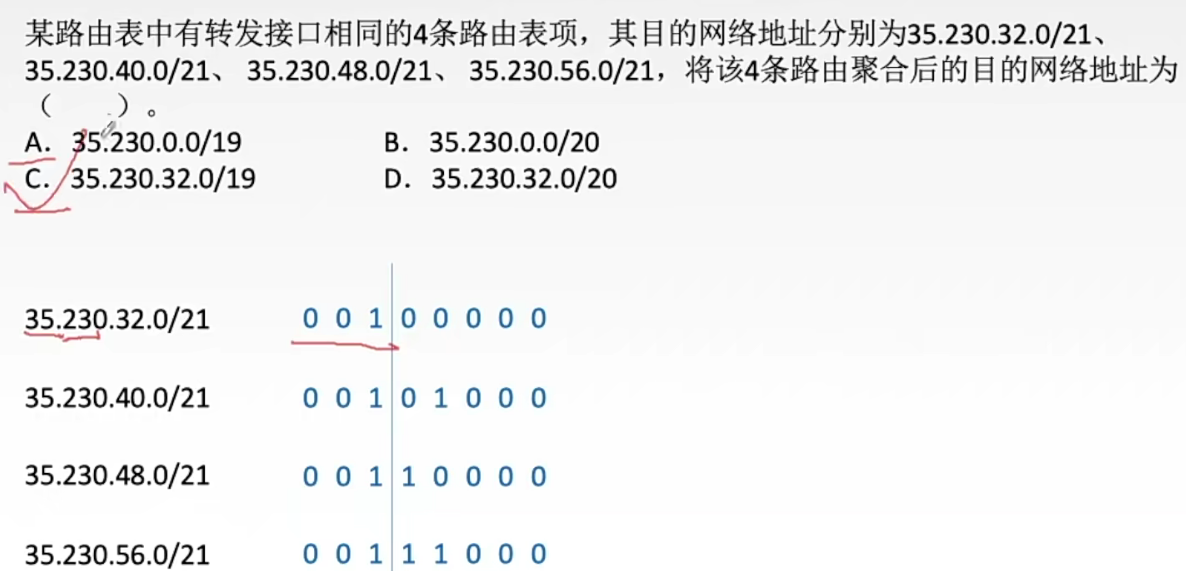 某路由表中有转发接口相同的4条路由表项，其目的网络地址分别为35.230.32.0/21、
35.230.40.0/21、 35.230.48.0/21、 35.230.56.0/21，将该4条路由聚合后的目的网络地址为
（    ）。
A. 35.230.0.0/19    B. 35.230.0.0/20
C. 35.230.32.0/19    D. 35.230.32.0/20
35.230.32.0/21    0 0 1 0 0 0 0 0
35.230.40.0/21    0 0 1 0 1 0 0 0
35.230.48.0/21    0 0 1 1 0 0 0 0
35.230.56.0/21    0 0 1 1 1 0 0 0